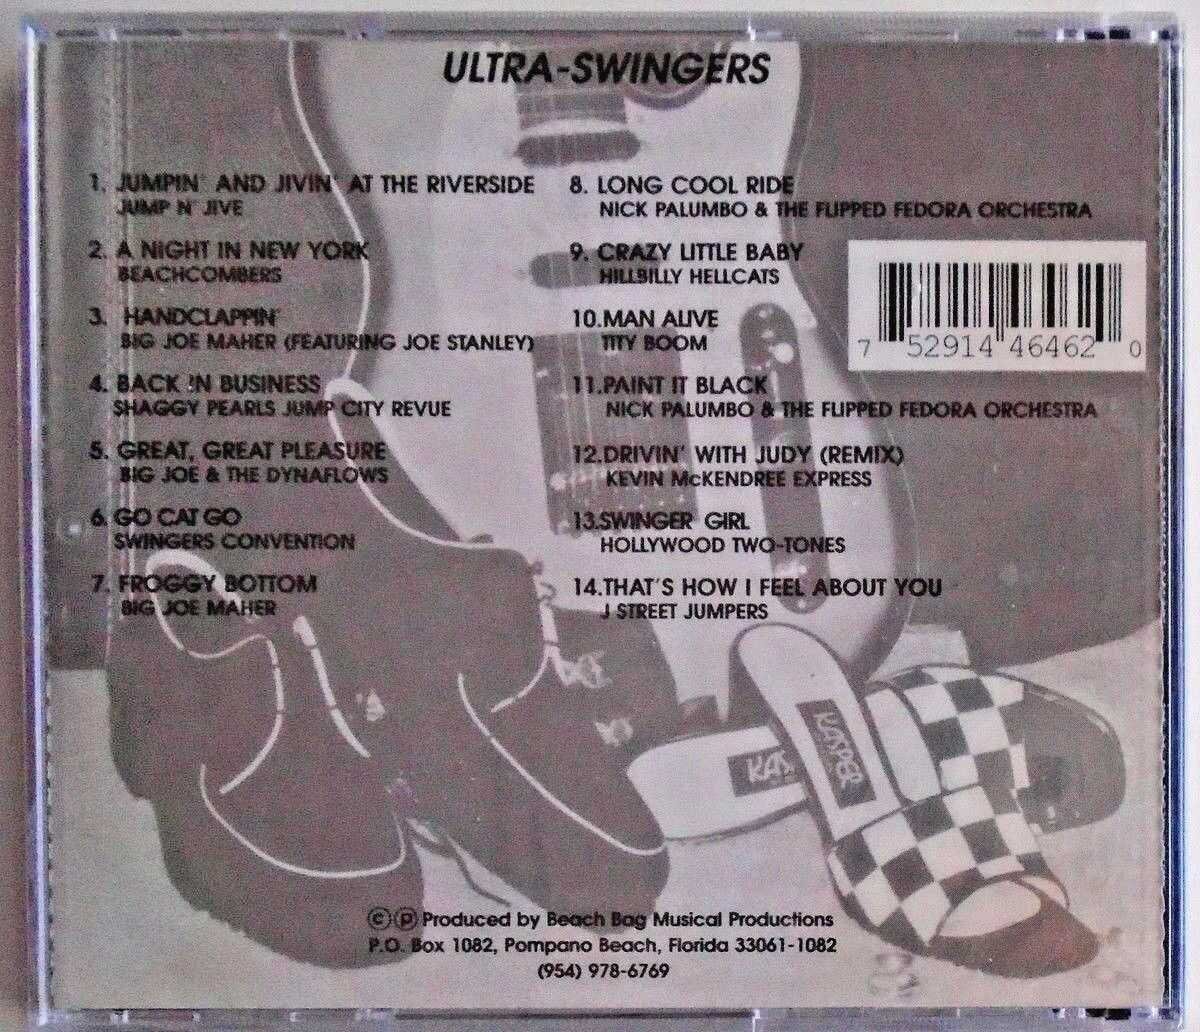 ULTRA-SWINGERS
1. JUMPIN' AND JIVIN' AT THE RIVERSIDE
JUMP N' JIVE
2. A NIGHT IN NEW YORK
BEACHCOMBERS
3. HANDCLAPPIN'
BIG JOE MAHER (FEATURING JOE STANLEY)
4. BACK IN BUSINESS
SHAGGY PEARLS JUMP CITY REVUE
5. GREAT, GREAT PLEASURE
BIG JOE & THE DYNAFLOWS
6. GO CAT GO
SWINGERS CONVENTION
7. FROGGY BOTTOM
BIG JOE MAHER
8. LONG COOL RIDE
NICK PALUMBO & THE FLIPPED FEDORA ORCHESTRA
9. CRAZY LITTLE BABY
HILLBILLY HELLCATS
10.MAN ALIVE
TITY BOOM
11.PAINT IT BLACK
NICK PALUMBO & THE FLIPPED FEDORA ORCHESTRA
12.DRIVIN' WITH JUDY (REMIX)
KEVIN McKENDREE EXPRESS
13.SWINGER GIRL
HOLLYWOOD TWO-TONES
14.THAT'S HOW I FEEL ABOUT YOU
J STREET JUMPERS
7 52914 46462 0
KASPER
©℗ Produced by Beach Bag Musical Productions
P.O. Box 1082, Pompano Beach, Florida 33061-1082
(954) 978-6769